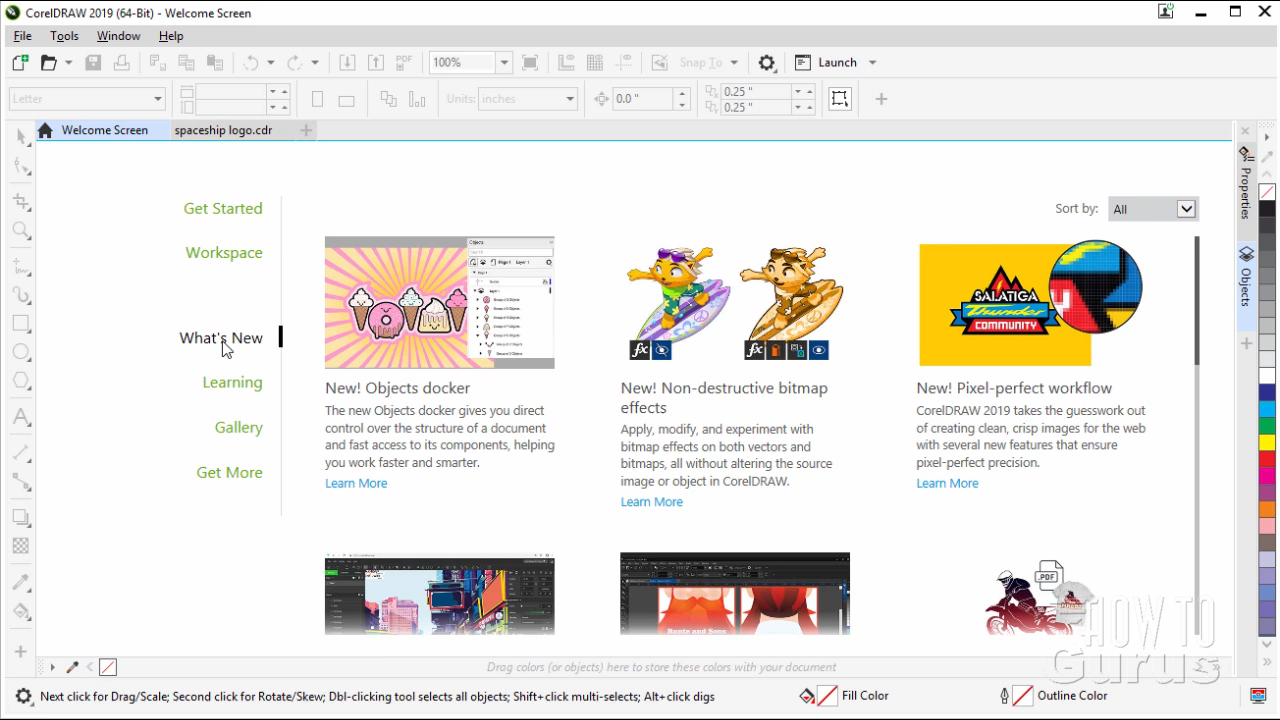 CorelDRAW 2019 (64-Bit) - Welcome Screen
File Tools Window Help
PDF 100% Snap To Launch
Letter Units: inches 0.0 " 0.25 "
0.25 "
Welcome Screen spaceship logo.cdr
Properties
Objects
Get Started
Workspace
What's New
Learning
Gallery
Get More
Sort by: All
Objects
SALATIGA
Thunder
COMMUNITY
New! Objects docker
The new Objects docker gives you direct
control over the structure of a document
and fast access to its components, helping
you work faster and smarter.
Learn More
New! Non-destructive bitmap
effects
Apply, modify, and experiment with
bitmap effects on both vectors and
bitmaps, all without altering the source
image or object in CorelDRAW.
Learn More
New! Pixel-perfect workflow
CorelDRAW 2019 takes the guesswork out
of creating clean, crisp images for the web
with several new features that ensure
pixel-perfect precision.
Learn More
.PDF
HOW TO
Gurus
Drag colors (or objects) here to store these colors with your document
Next click for Drag/Scale; Second click for Rotate/Skew; Dbl-clicking tool selects all objects; Shift+click multi-selects; Alt+click digs
Fill Color
Outline Color